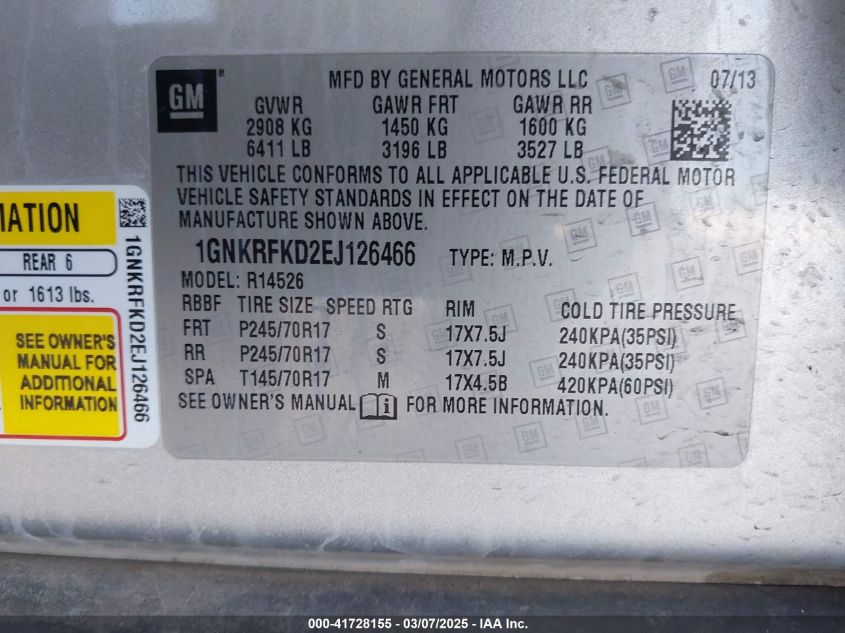 GM
MFD BY GENERAL MOTORS LLC 07/13
GVWR GAWR FRT GAWR RR
2908 KG 1450 KG 1600 KG
6411 LB 3196 LB 3527 LB
THIS VEHICLE CONFORMS TO ALL APPLICABLE U.S. FEDERAL MOTOR
VEHICLE SAFETY STANDARDS IN EFFECT ON THE DATE OF
MANUFACTURE SHOWN ABOVE.
1GNKRFKD2EJ126466 TYPE: M.P.V.
MODEL: R14526
RBBF TIRE SIZE SPEED RTG RIM COLD TIRE PRESSURE
FRT P245/70R17 S 17X7.5J 240KPA(35PSI)
RR P245/70R17 S 17X7.5J 240KPA(35PSI)
SPA T145/70R17 M 17X4.5B 420KPA(60PSI)
SEE OWNER'S MANUAL i FOR MORE INFORMATION.
MATION
REAR 6
or 1613 lbs.
SEE OWNER'S
MANUAL FOR
ADDITIONAL
INFORMATION
1GNKRFKD2EJ126466
000-41728155 - 03/07/2025 - IAA Inc.